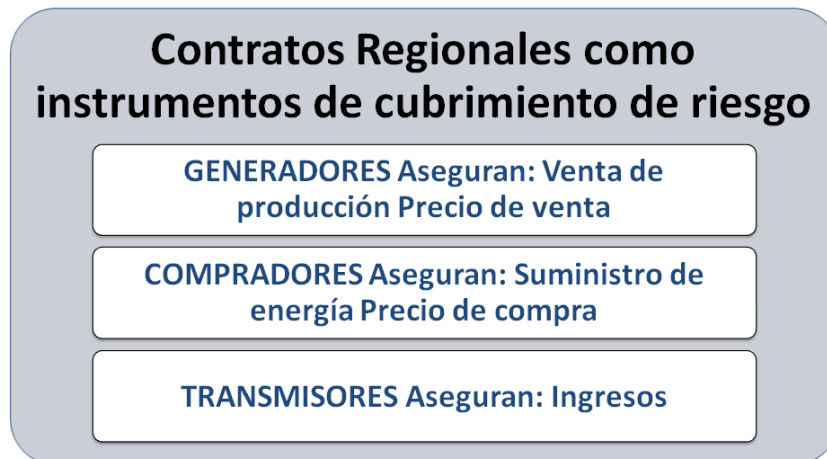 Contratos Regionales como
instrumentos de cubrimiento de riesgo
GENERADORES Aseguran: Venta de
producción Precio de venta
COMPRADORES Aseguran: Suministro de
energía Precio de compra
TRANSMISORES Aseguran: Ingresos